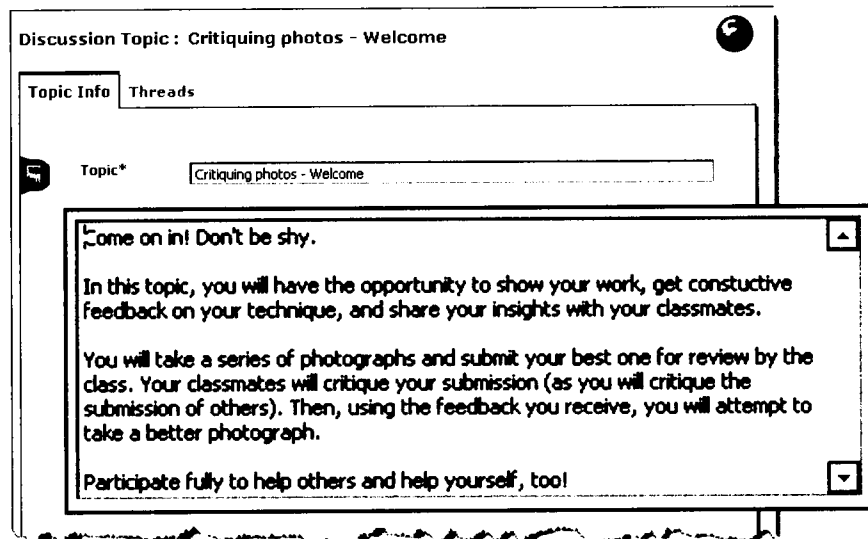 Discussion Topic : Critiquing photos - Welcome
Topic Info Threads
Topic* Critiquing photos - Welcome
Come on in! Don't be shy.
In this topic, you will have the opportunity to show your work, get constuctive
feedback on your technique, and share your insights with your classmates.
You will take a series of photographs and submit your best one for review by the
class. Your classmates will critique your submission (as you will critique the
submission of others). Then, using the feedback you receive, you will attempt to
take a better photograph.
Participate fully to help others and help yourself, too!